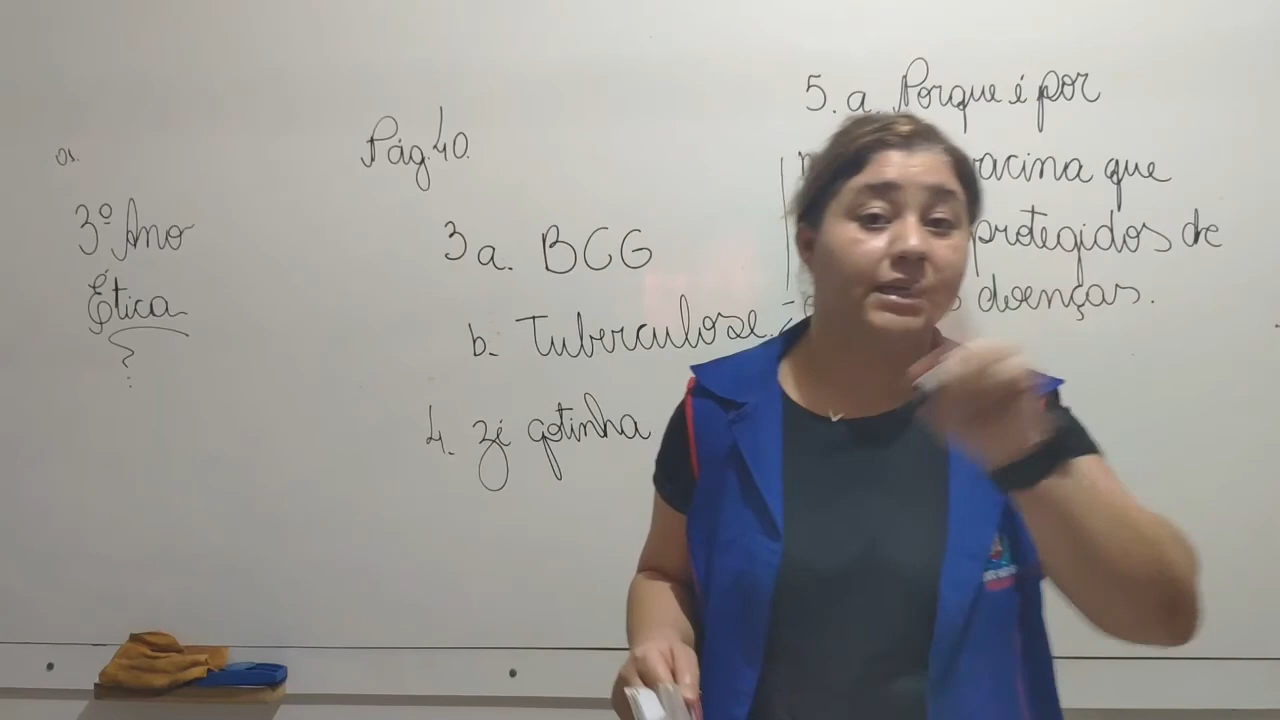 05.
3º Ano
Ética
Pág. 40.
3 a. BCG
b. Tuberculose.
4. Zé gotinha
5. a. Porque é por
vacina que
protegidos de
doenças.